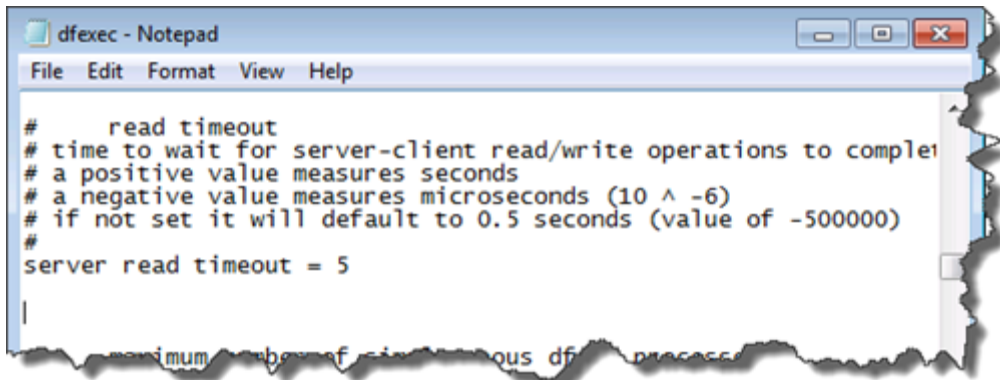 dfexec - Notepad
File Edit Format View Help
# read timeout
# time to wait for server-client read/write operations to complet
# a positive value measures seconds
# a negative value measures microseconds (10 ^ -6)
# if not set it will default to 0.5 seconds (value of -500000)
#
server read timeout = 5
of